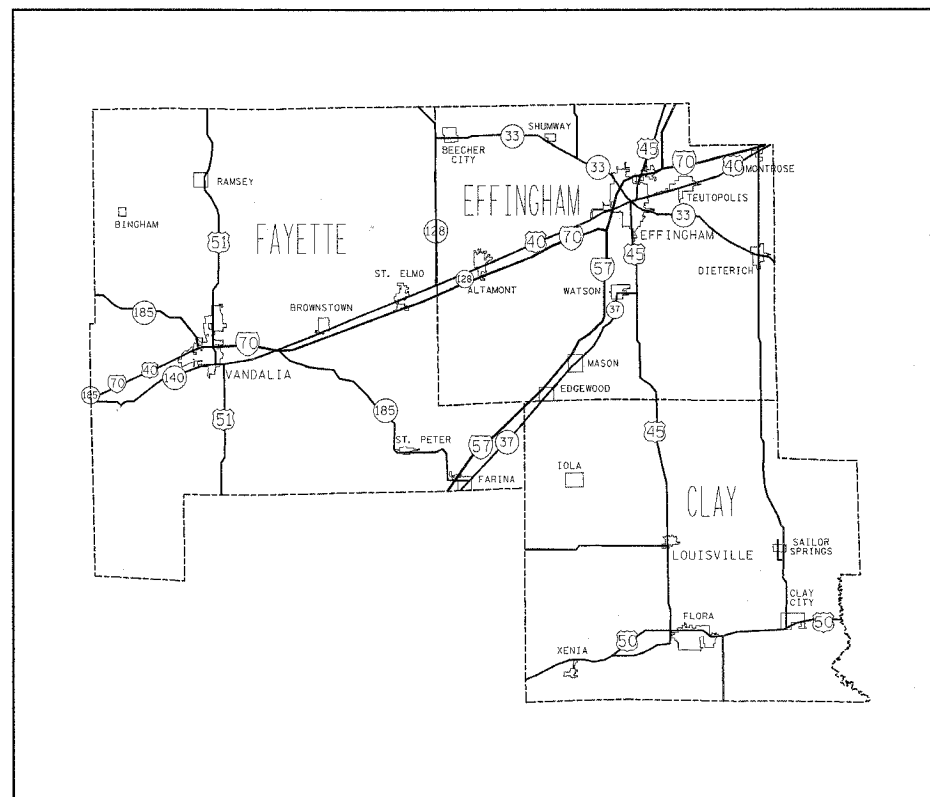 33
SHUMWAY
BEECHER
CITY
33
45
70
40
MONTROSE
RAMSEY
EFFINGHAM
TEUTOPOLIS
33
BINGHAM
51
FAYETTE
128
40
70
EFFINGHAM
45
DIETERICH
57
ST. ELMO
128
ALTAMONT
WATSON
37
BROWNSTOWN
185
70
VANDALIA
40
70
140
185
MASON
EDGEWOOD
51
185
ST. PETER
57
37
FARINA
45
IOLA
CLAY
LOUISVILLE
SAILOR
SPRINGS
CLAY
CITY
FLORA
50
50
XENIA